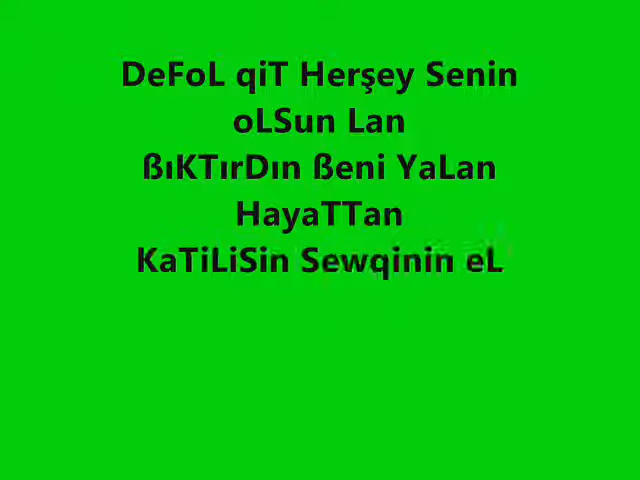 DeFoL qiT Herşey Senin
oLSun Lan
ßıKTırDın ßeni YaLan
HayaTTan
KaTiLiSin Sewqinin eL